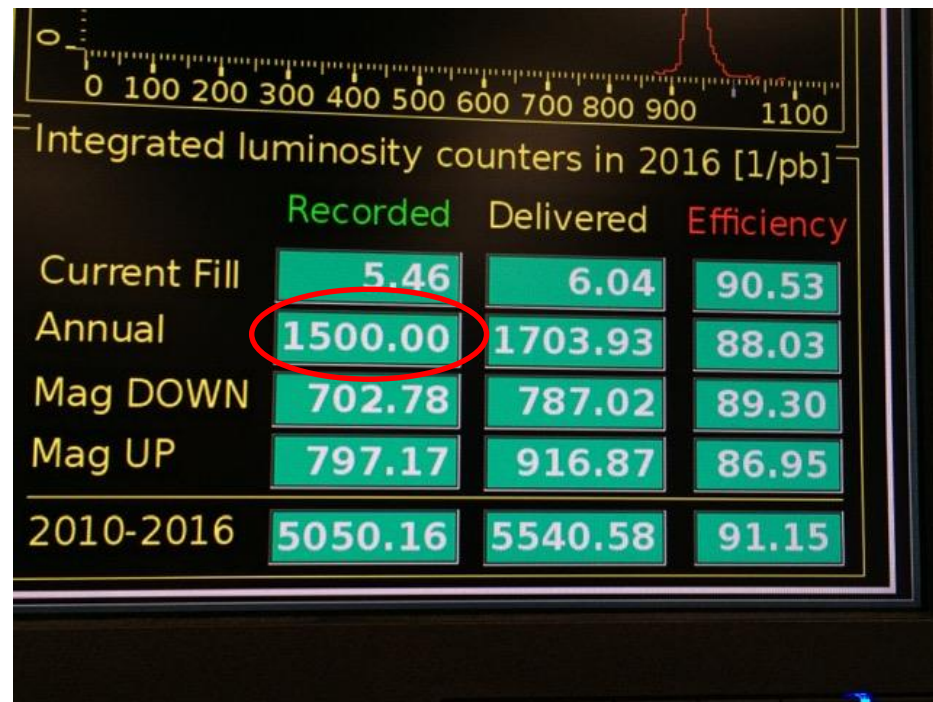 0
0 100 200 300 400 500 600 700 800 900 1100
Integrated luminosity counters in 2016 [1/pb]
Recorded Delivered Efficiency
Current Fill 5.46 6.04 90.53
Annual 1500.00 1703.93 88.03
Mag DOWN 702.78 787.02 89.30
Mag UP 797.17 916.87 86.95
2010-2016 5050.16 5540.58 91.15